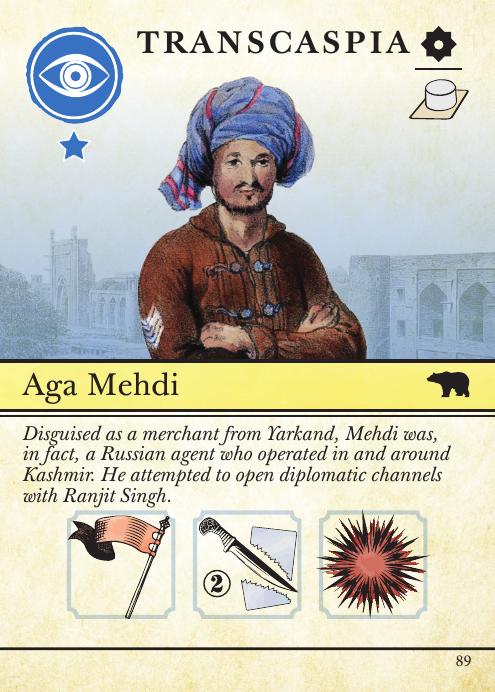 TRANSCASPIA
Aga Mehdi
Disguised as a merchant from Yarkand, Mehdi was,
in fact, a Russian agent who operated in and around
Kashmir. He attempted to open diplomatic channels
with Ranjit Singh.
2
89